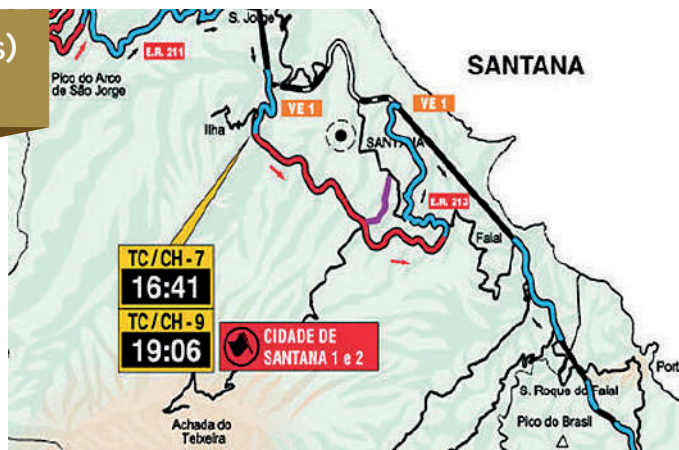 s)
S. Jorge
E.R. 211
SANTANA
Pico do Arco
de São Jorge
VE 1
VE 1
Ilha
SANTANA
E.R. 213
Faial
TC/CH-7
16:41
TC/CH-9
19:06
CIDADE DE
SANTANA 1 e 2
Port
S. Roque do Faial
Pico do Brasil
Achada do
Teixeira